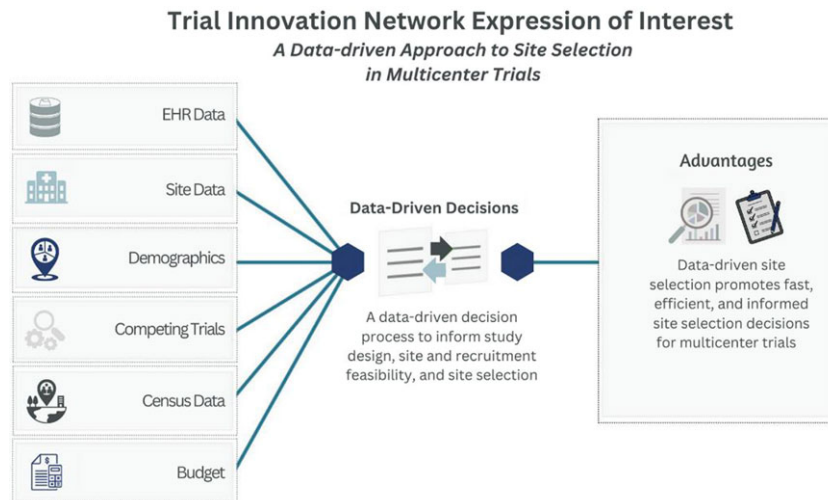 Trial Innovation Network Expression of Interest
A Data-driven Approach to Site Selection
in Multicenter Trials
EHR Data
Site Data
Demographics
Competing Trials
Census Data
Budget
Data-Driven Decisions
A data-driven decision
process to inform study
design, site and recruitment
feasibility, and site selection
Advantages
Data-driven site
selection promotes fast,
efficient, and informed
site selection decisions
for multicenter trials